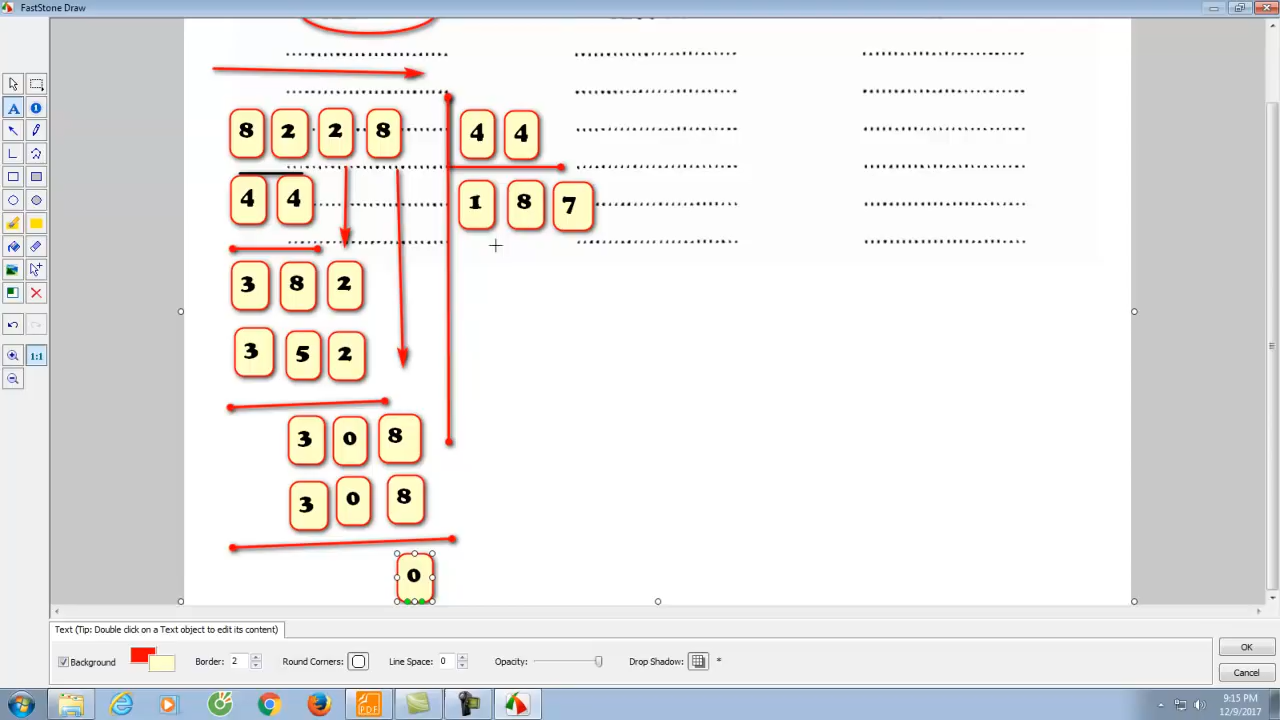 FastStone Draw
8 2 2 8 4 4
4 4 1 8 7
3 8 2
3 5 2
3 0 8
3 0 8
0
Text (Tip: Double click on a Text object to edit its content)
Background Border: 2 Round Corners: Line Space: 0 Opacity: Drop Shadow: *
OK
Cancel
9:15 PM
12/9/2017